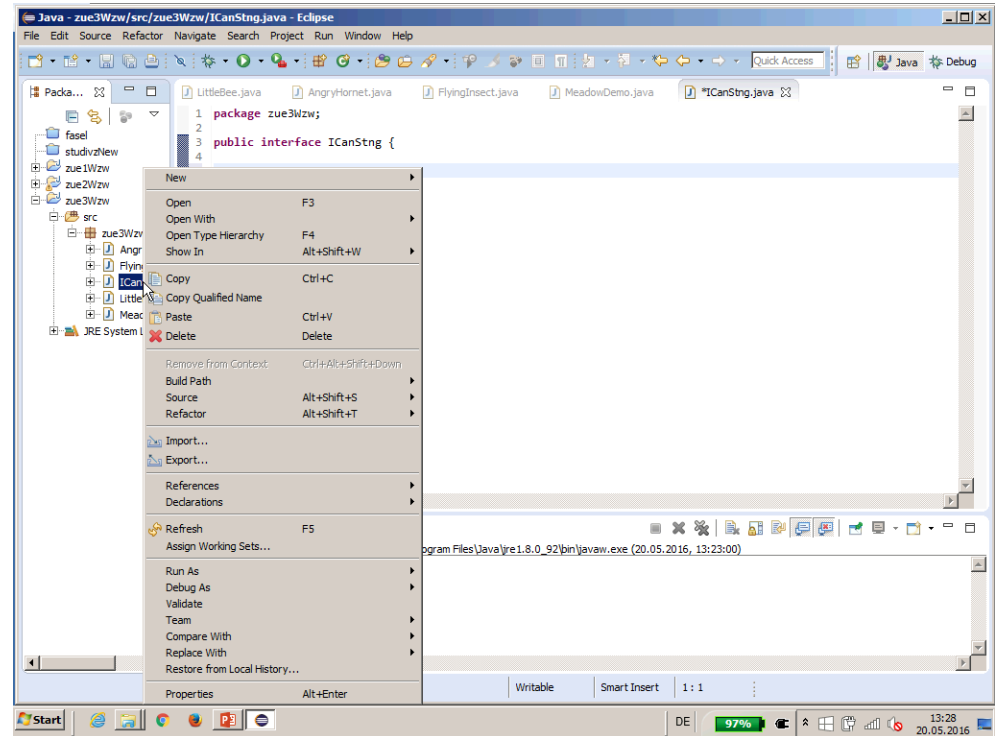 Java - zue3Wzw/src/zue3Wzw/ICanStng.java - Eclipse
File Edit Source Refactor Navigate Search Project Run Window Help
Quick Access Java Debug
Packa...
LittleBee.java AngryHornet.java FlyingInsect.java MeadowDemo.java *ICanStng.java
fasel
studivzNew
zue1Wzw
zue2Wzw
zue3Wzw
src
zue3Wzw
Angr
Flyin
ICan
Little
Mead
JRE System L
1 package zue3Wzw;
2
3 public interface ICanStng {
4
New
Open F3
Open With
Open Type Hierarchy F4
Show In Alt+Shift+W
Copy Ctrl+C
Copy Qualified Name
Paste Ctrl+V
Delete Delete
Remove from Context Ctrl+Alt+Shift+Down
Build Path
Source Alt+Shift+S
Refactor Alt+Shift+T
Import...
Export...
References
Declarations
Refresh F5
Assign Working Sets...
Run As
Debug As
Validate
Team
Compare With
Replace With
Restore from Local History...
Properties Alt+Enter
ogram Files\Java\jre1.8.0_92\bin\javaw.exe (20.05.2016, 13:23:00)
Writable Smart Insert 1 : 1
Start DE 97% 13:28
20.05.2016